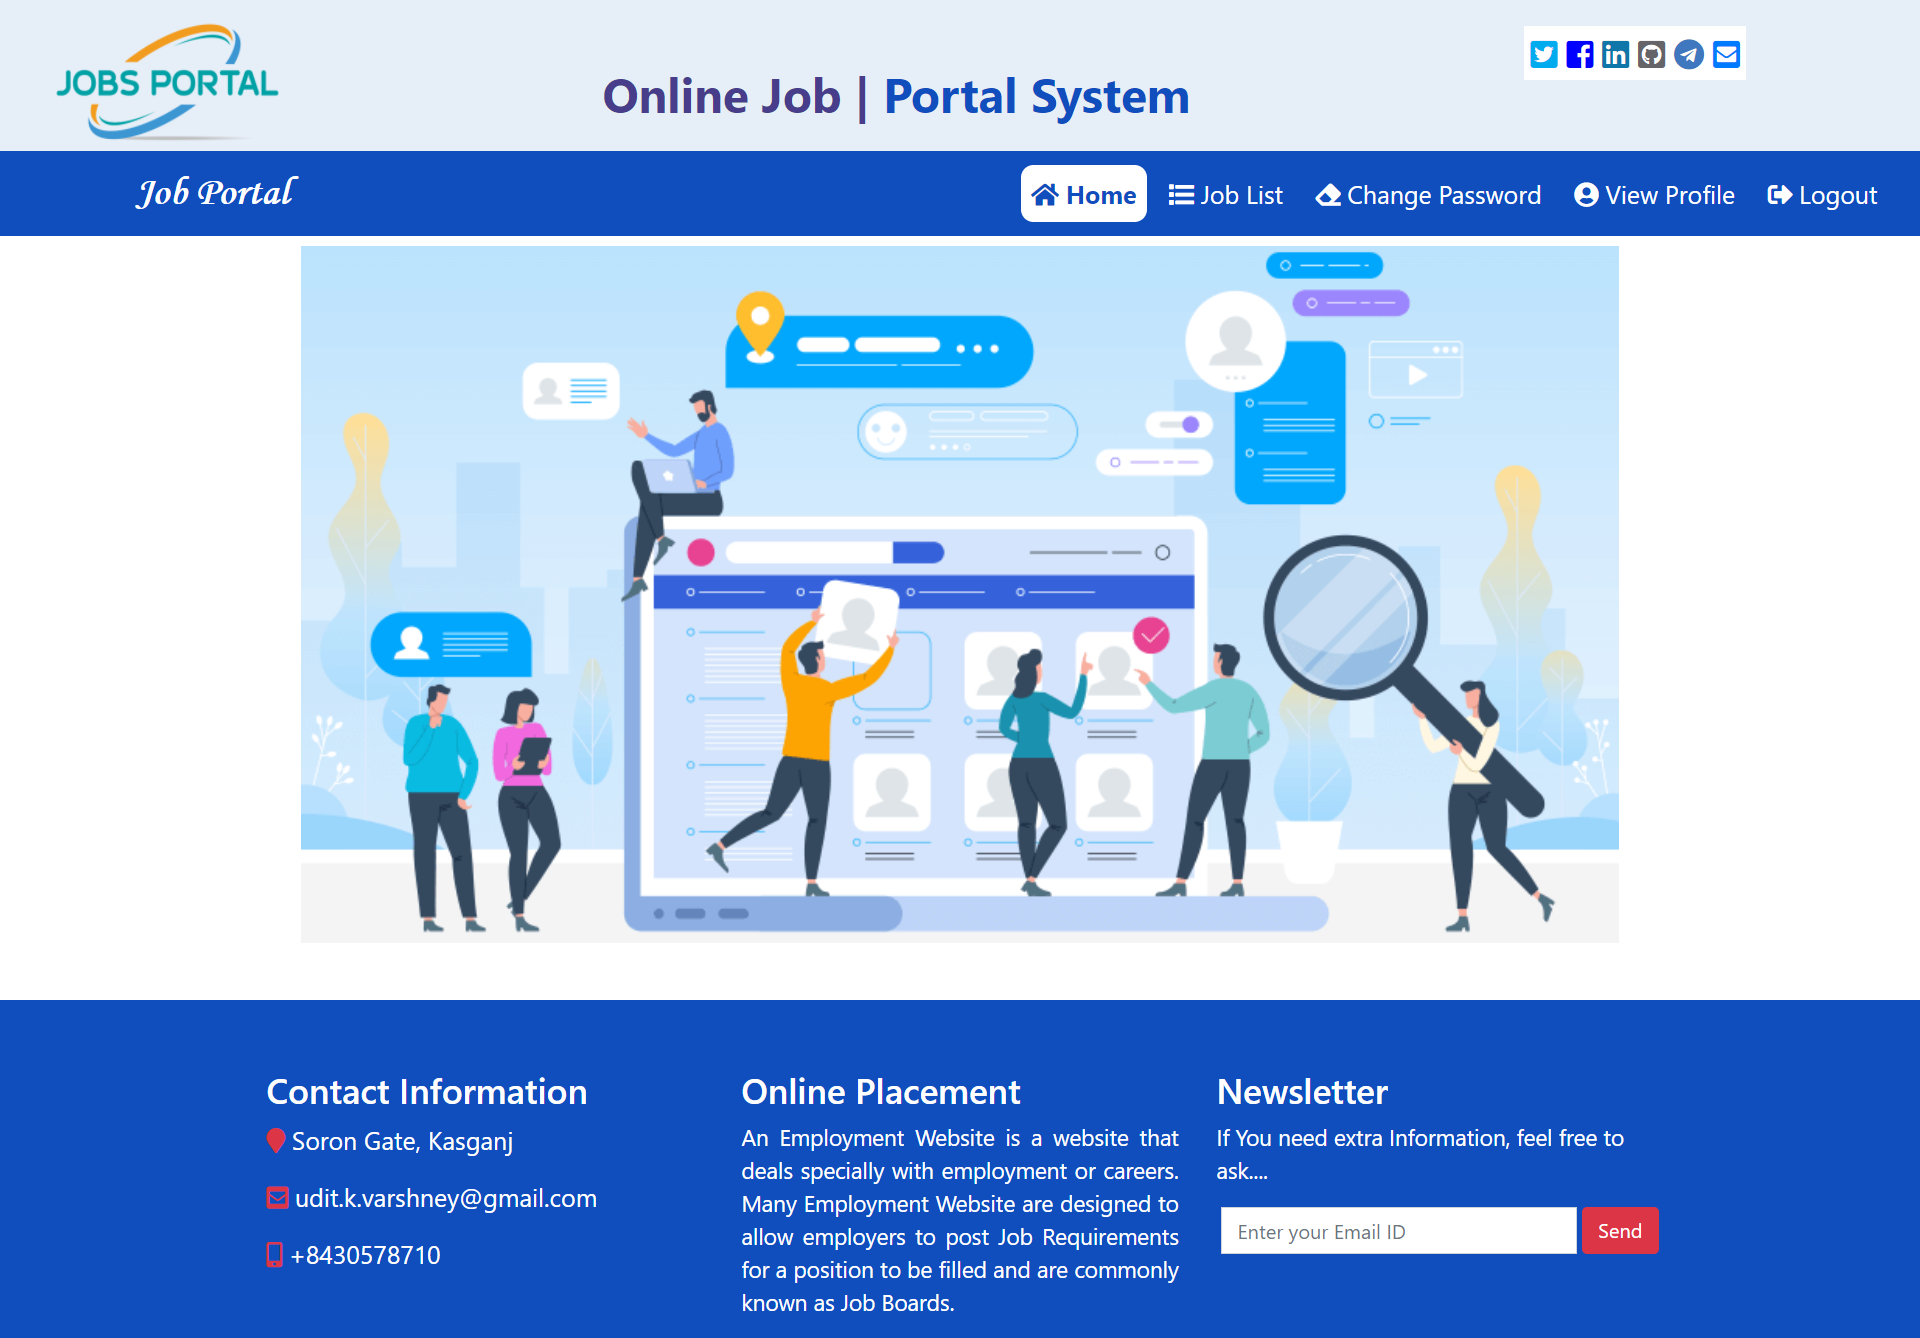 JOBS PORTAL
Online Job | Portal System
Job Portal
Home
Job List
Change Password
View Profile
Logout
Contact Information
Soron Gate, Kasganj
udit.k.varshney@gmail.com
+8430578710
Online Placement
An Employment Website is a website that
deals specially with employment or careers.
Many Employment Website are designed to
allow employers to post Job Requirements
for a position to be filled and are commonly
known as Job Boards.
Newsletter
If You need extra Information, feel free to
ask....
Enter your Email ID
Send